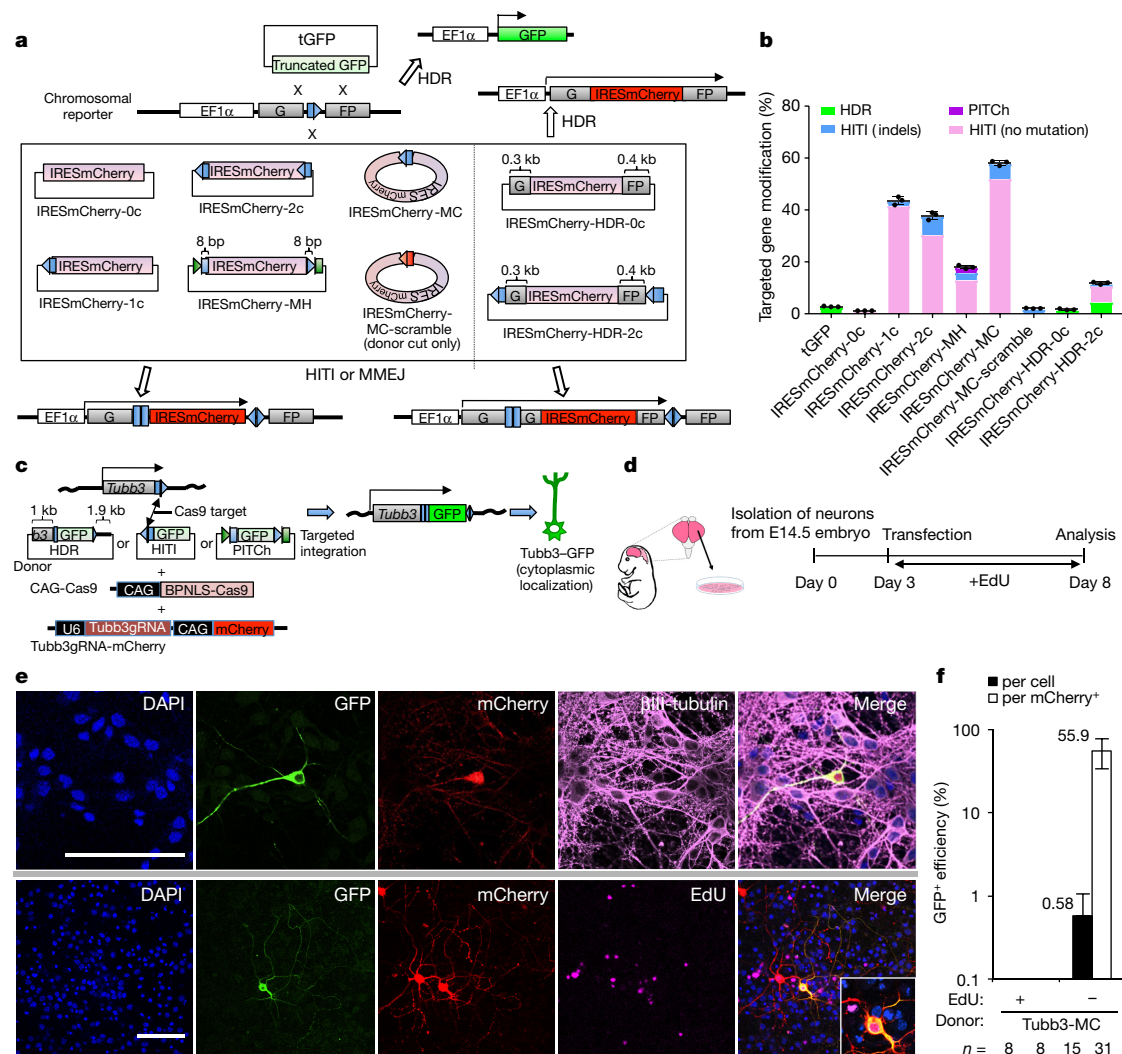 a
tGFP
Truncated GFP
EF1α
GFP
HDR
Chromosomal
reporter
EF1α
G
FP
X
X
X
EF1α
G
IRESmCherry
FP
HDR
IRESmCherry
IRESmCherry-0c
IRESmCherry
IRESmCherry-2c
IRESmCherry
IRESmCherry-MC
0.3 kb
0.4 kb
G
IRESmCherry
FP
IRESmCherry-HDR-0c
IRESmCherry
IRESmCherry-1c
8 bp
8 bp
IRESmCherry
IRESmCherry-MH
IRESmCherry
IRESmCherry-
MC-scramble
(donor cut only)
0.3 kb
0.4 kb
G
IRESmCherry
FP
IRESmCherry-HDR-2c
HITI or MMEJ
EF1α
G
IRESmCherry
FP
EF1α
G
G
IRESmCherry
FP
FP
b
HDR
PITCh
HITI (indels)
HITI (no mutation)
Targeted gene modification (%)
80
60
40
20
0
tGFP
IRESmCherry-0c
IRESmCherry-1c
IRESmCherry-2c
IRESmCherry-MH
IRESmCherry-MC
IRESmCherry-MC-scramble
IRESmCherry-HDR-0c
IRESmCherry-HDR-2c
c
Tubb3
1 kb
1.9 kb
Cas9 target
b3
GFP
HDR
or
GFP
HITI
or
GFP
PITCh
Donor
Targeted
integration
Tubb3
GFP
Tubb3–GFP
(cytoplasmic
localization)
+
CAG-Cas9
CAG
BPNLS-Cas9
+
U6
Tubb3gRNA
CAG
mCherry
Tubb3gRNA-mCherry
d
Isolation of neurons
from E14.5 embryo
Transfection
Analysis
Day 0
Day 3
+EdU
Day 8
e
DAPI
GFP
mCherry
βIII-tubulin
Merge
DAPI
GFP
mCherry
EdU
Merge
f
per cell
per mCherry⁺
GFP⁺ efficiency (%)
100
10
1
0.1
55.9
0.58
EdU:
+
−
Donor:
Tubb3-MC
n =
8
8
15
31